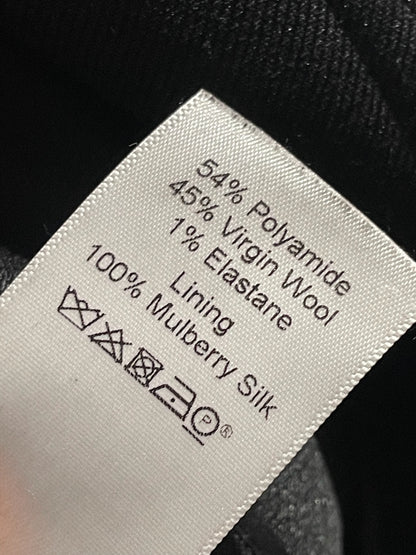 54% Polyamide
45% Virgin Wool
1% Elastane
Lining
100% Mulberry Silk
P ®